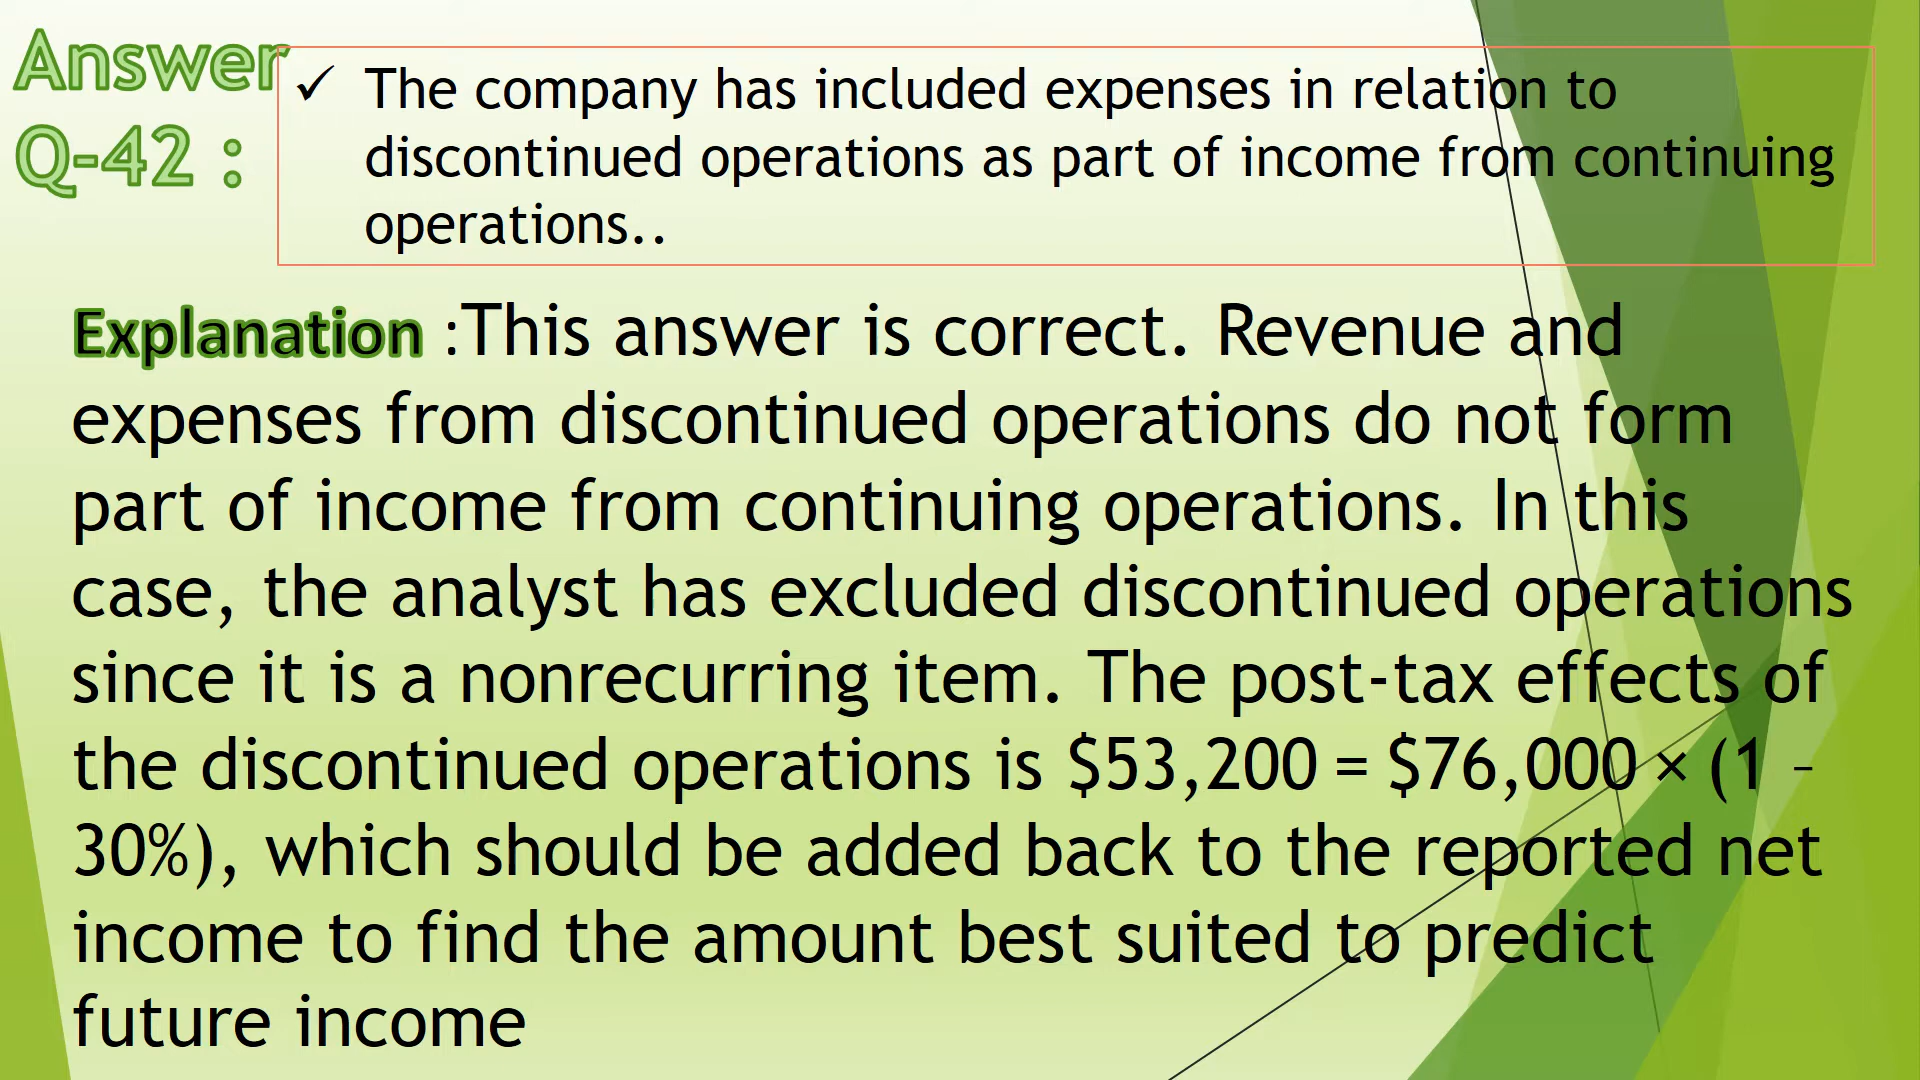 Answer
Q-42 :
✓ The company has included expenses in relation to
discontinued operations as part of income from continuing
operations..
Explanation :This answer is correct. Revenue and
expenses from discontinued operations do not form
part of income from continuing operations. In this
case, the analyst has excluded discontinued operations
since it is a nonrecurring item. The post-tax effects of
the discontinued operations is $53,200 = $76,000 × (1 –
30%), which should be added back to the reported net
income to find the amount best suited to predict
future income